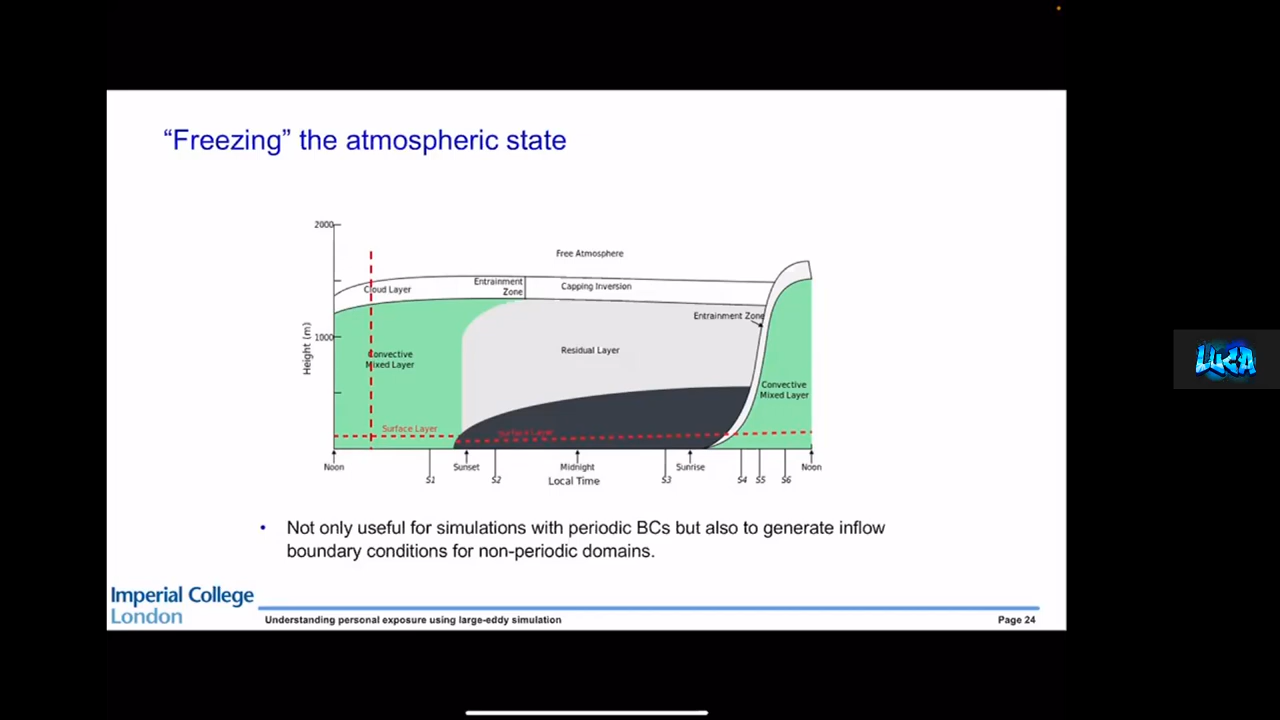 “Freezing” the atmospheric state
2000
Free Atmosphere
Cloud Layer
Entrainment
Zone
Capping Inversion
Entrainment Zone
Height (m)
1000
Convective
Mixed Layer
Residual Layer
Convective
Mixed Layer
Surface Layer
Surface Layer
Noon
Sunset
Midnight
Sunrise
Noon
S1
S2
Local Time
S3
S4
S5
S6
• Not only useful for simulations with periodic BCs but also to generate inflow
boundary conditions for non-periodic domains.
Imperial College
London
Understanding personal exposure using large-eddy simulation
Page 24
LUCA